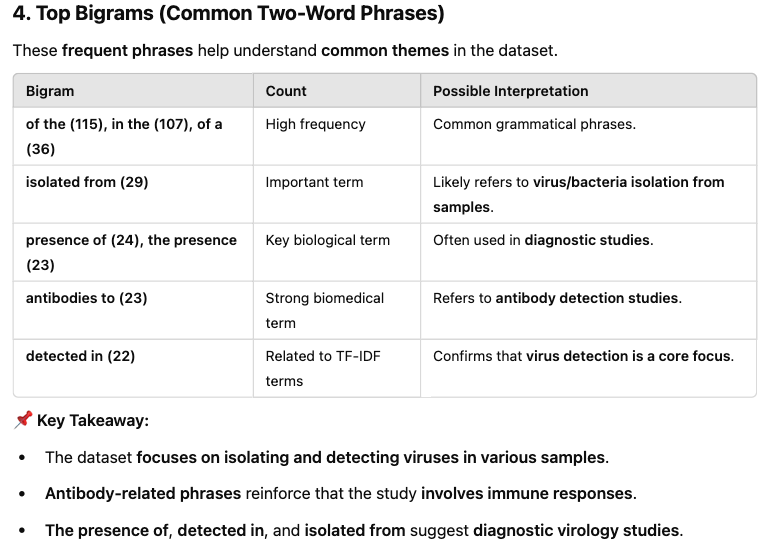 4. Top Bigrams (Common Two-Word Phrases)
These frequent phrases help understand common themes in the dataset.
Bigram Count Possible Interpretation
of the (115), in the (107), of a
(36)
High frequency
Common grammatical phrases.
isolated from (29)
Important term
Likely refers to virus/bacteria isolation from
samples.
presence of (24), the presence
(23)
Key biological term
Often used in diagnostic studies.
antibodies to (23)
Strong biomedical
term
Refers to antibody detection studies.
detected in (22)
Related to TF-IDF
terms
Confirms that virus detection is a core focus.
📌 Key Takeaway:
• The dataset focuses on isolating and detecting viruses in various samples.
• Antibody-related phrases reinforce that the study involves immune responses.
• The presence of, detected in, and isolated from suggest diagnostic virology studies.